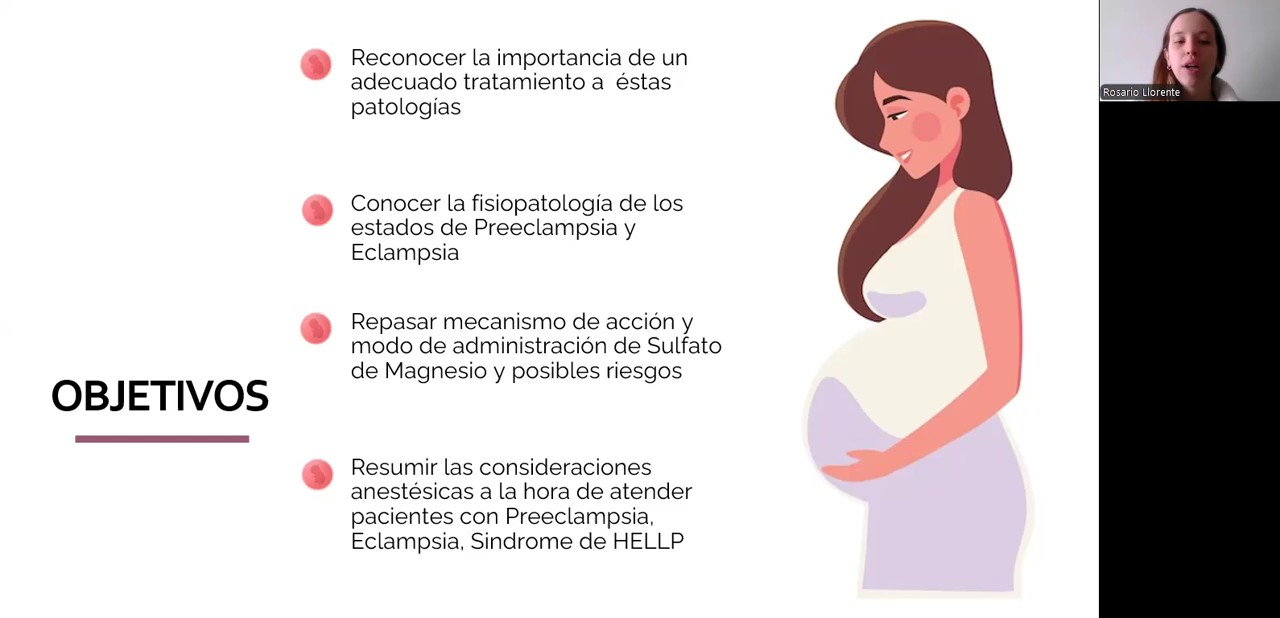 Reconocer la importancia de un
adecuado tratamiento a  éstas
patologías
Conocer la fisiopatología de los
estados de Preeclampsia y
Eclampsia
Repasar mecanismo de acción y
modo de administración de Sulfato
de Magnesio y posibles riesgos
OBJETIVOS
Resumir las consideraciones
anestésicas a la hora de atender
pacientes con Preeclampsia,
Eclampsia, Sindrome de HELLP
Rosario Llorente